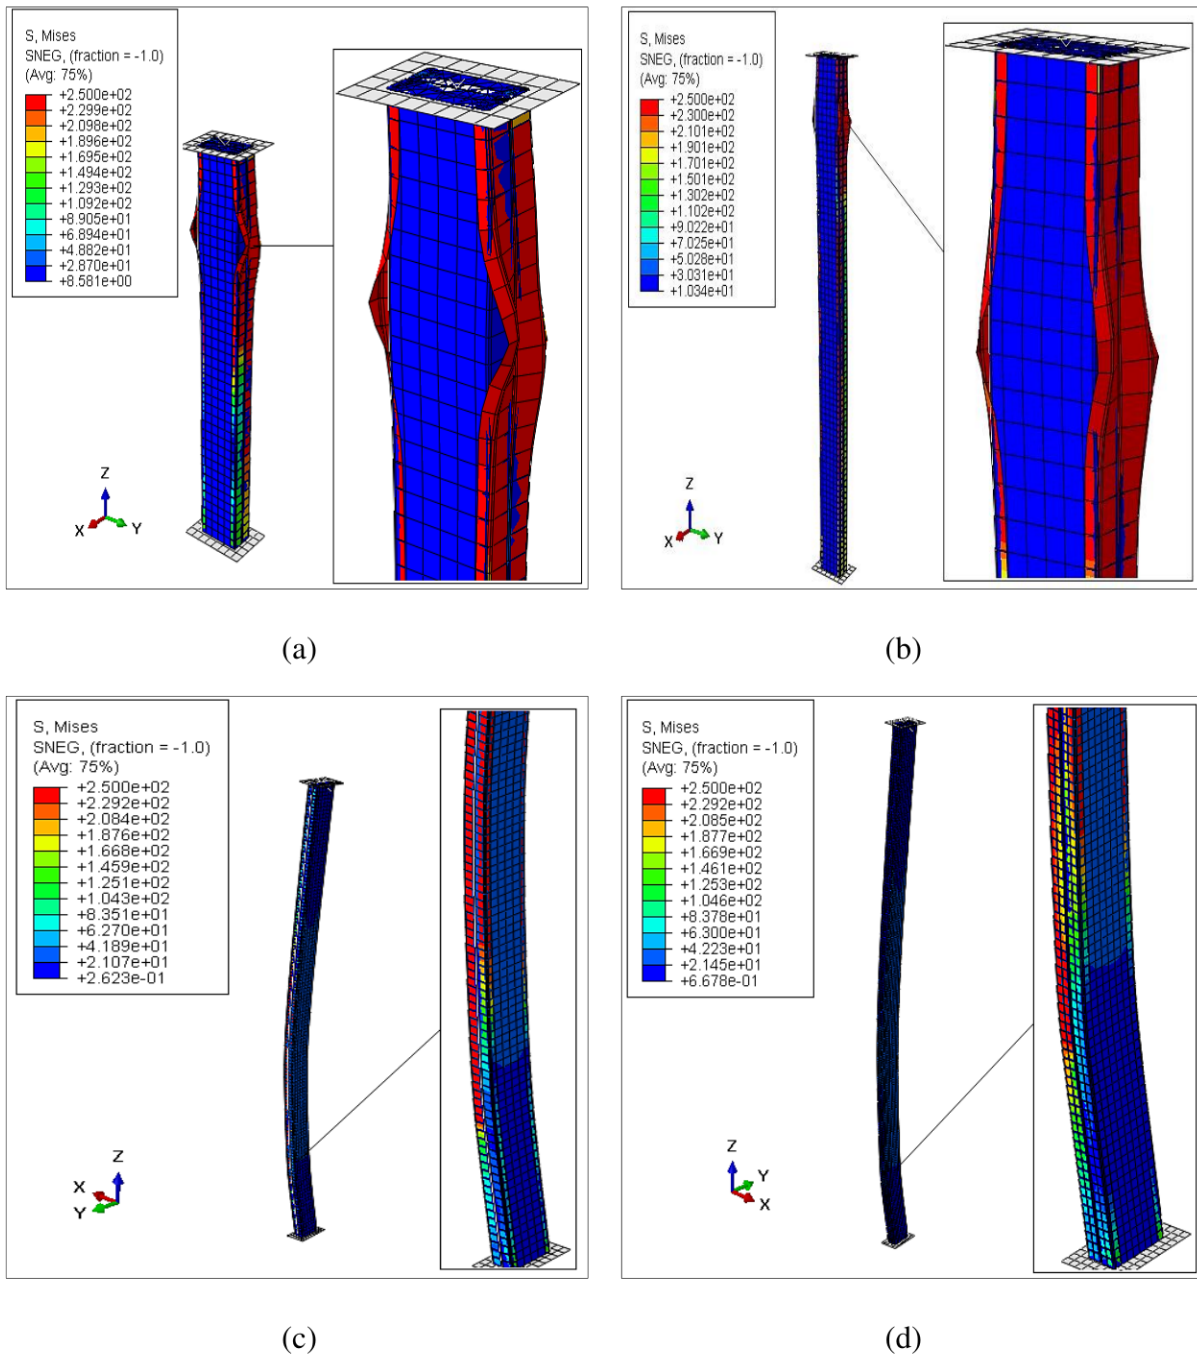 S, Mises
SNEG, (fraction = -1.0)
(Avg: 75%)
+2.500e+02
+2.299e+02
+2.098e+02
+1.896e+02
+1.695e+02
+1.494e+02
+1.293e+02
+1.092e+02
+8.905e+01
+6.894e+01
+4.882e+01
+2.870e+01
+8.581e+00
Z
X
Y
(a)
S, Mises
SNEG, (fraction = -1.0)
(Avg: 75%)
+2.500e+02
+2.300e+02
+2.101e+02
+1.901e+02
+1.701e+02
+1.501e+02
+1.302e+02
+1.102e+02
+9.022e+01
+7.025e+01
+5.028e+01
+3.031e+01
+1.034e+01
Z
X
Y
(b)
S, Mises
SNEG, (fraction = -1.0)
(Avg: 75%)
+2.500e+02
+2.292e+02
+2.084e+02
+1.876e+02
+1.668e+02
+1.459e+02
+1.251e+02
+1.043e+02
+8.351e+01
+6.270e+01
+4.189e+01
+2.107e+01
+2.623e-01
Z
X
Y
(c)
S, Mises
SNEG, (fraction = -1.0)
(Avg: 75%)
+2.500e+02
+2.292e+02
+2.085e+02
+1.877e+02
+1.669e+02
+1.461e+02
+1.253e+02
+1.046e+02
+8.378e+01
+6.300e+01
+4.223e+01
+2.145e+01
+6.678e-01
Z
Y
X
(d)